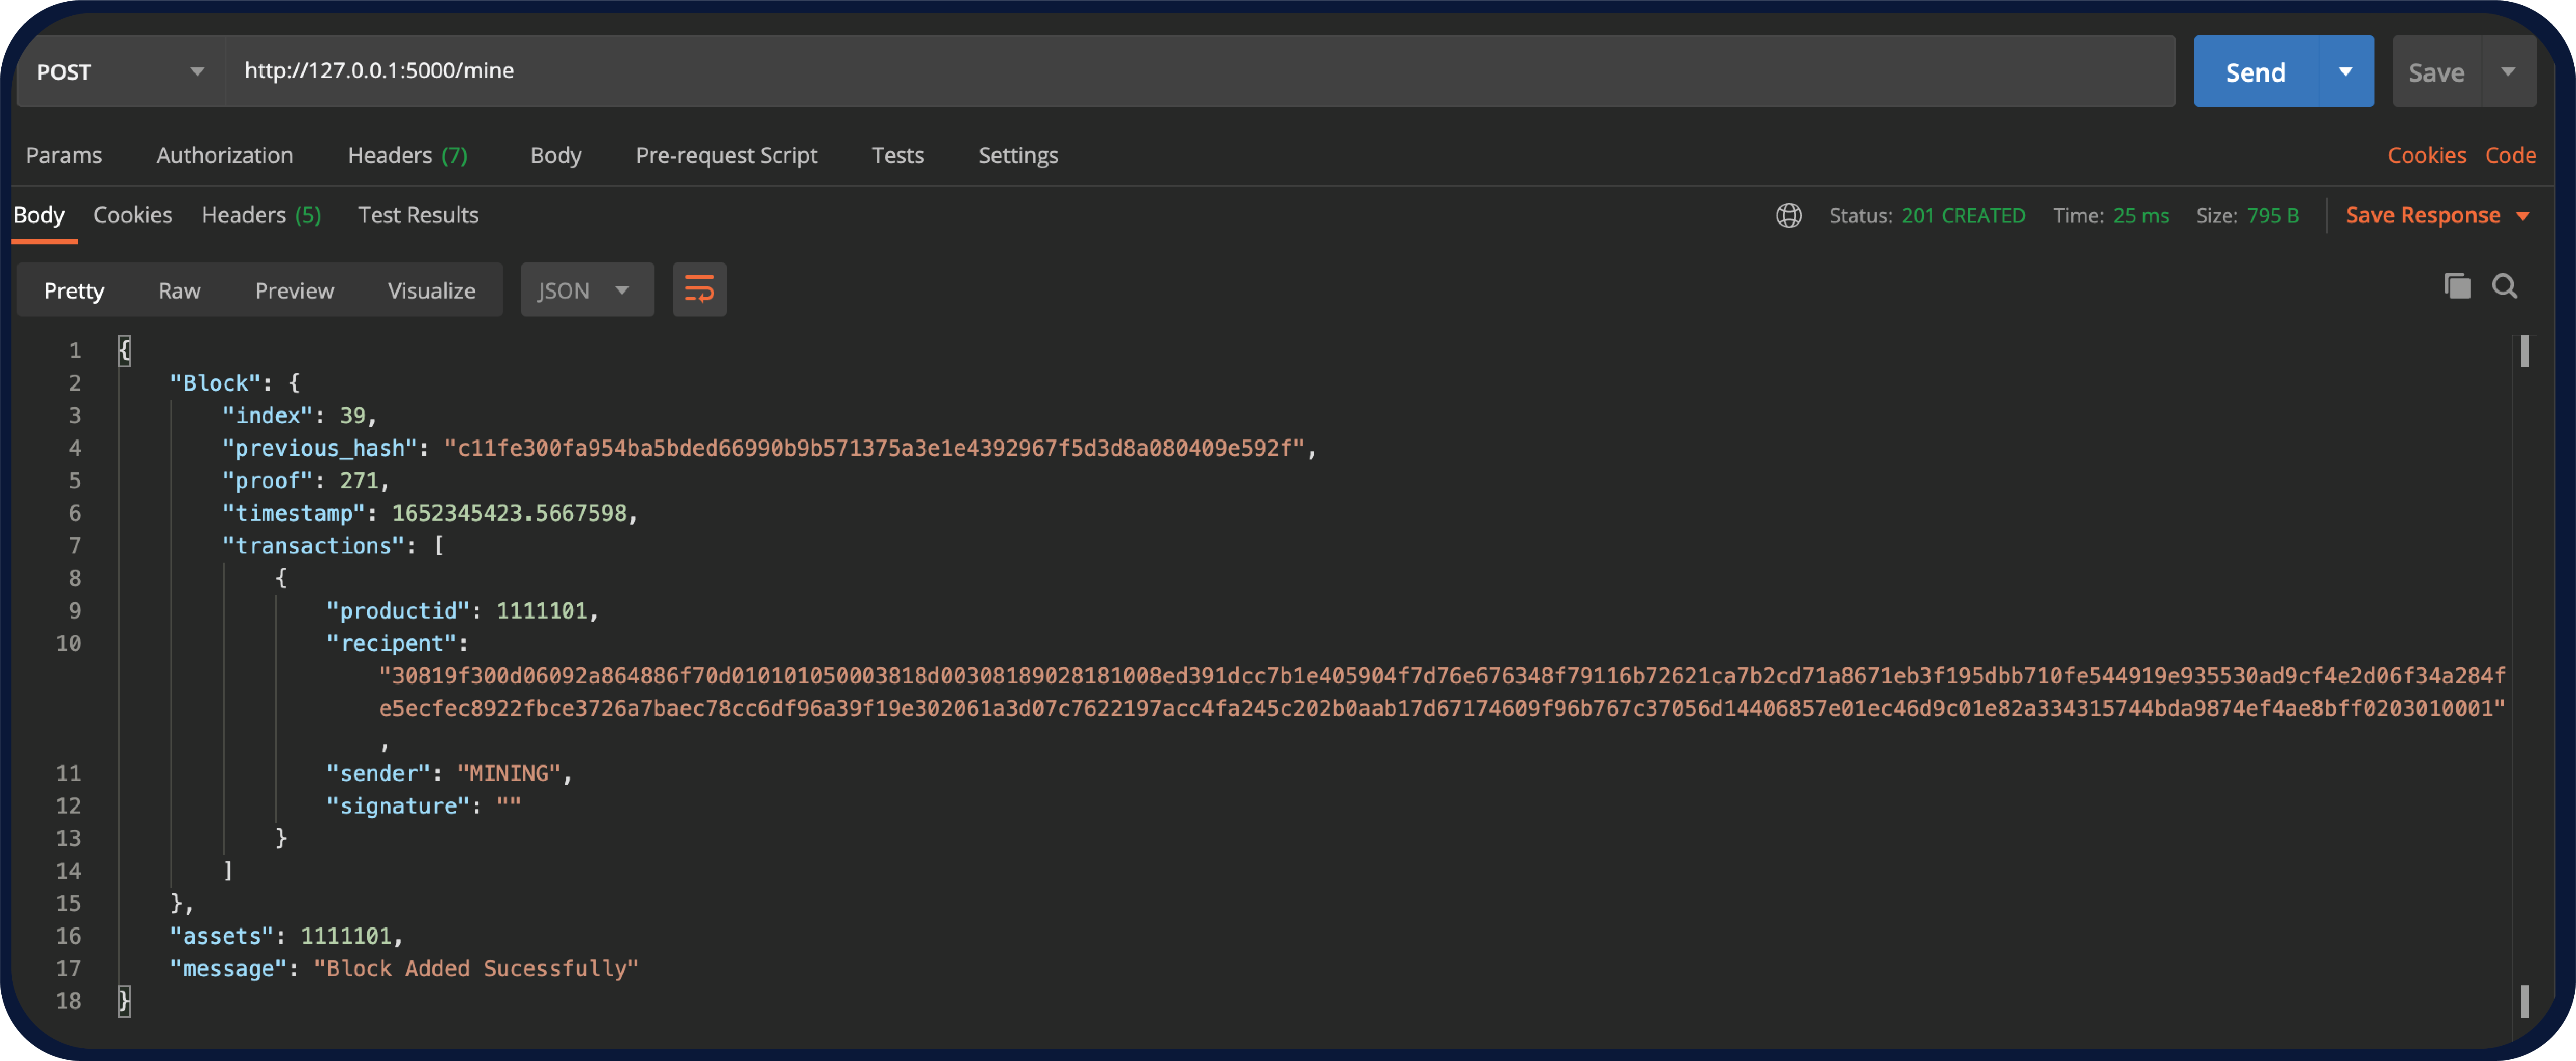 POST http://127.0.0.1:5000/mine Send Save
Params Authorization Headers (7) Body Pre-request Script Tests Settings Cookies Code
Body Cookies Headers (5) Test Results Status: 201 CREATED Time: 25 ms Size: 795 B Save Response
Pretty Raw Preview Visualize JSON
1 {
2 "Block": {
3 "index": 39,
4 "previous_hash": "c11fe300fa954ba5bded66990b9b571375a3e1e4392967f5d3d8a080409e592f",
5 "proof": 271,
6 "timestamp": 1652345423.5667598,
7 "transactions": [
8 {
9 "productid": 1111101,
10 "recipent":
"30819f300d06092a864886f70d010101050003818d00308189028181008ed391dcc7b1e405904f7d76e676348f79116b72621ca7b2cd71a8671eb3f195dbb710fe544919e935530ad9cf4e2d06f34a284f
e5ecfec8922fbce3726a7baec78cc6df96a39f19e302061a3d07c7622197acc4fa245c202b0aab17d67174609f96b767c37056d14406857e01ec46d9c01e82a334315744bda9874ef4ae8bff0203010001"
,
11 "sender": "MINING",
12 "signature": ""
13 }
14 ]
15 },
16 "assets": 1111101,
17 "message": "Block Added Sucessfully"
18 }